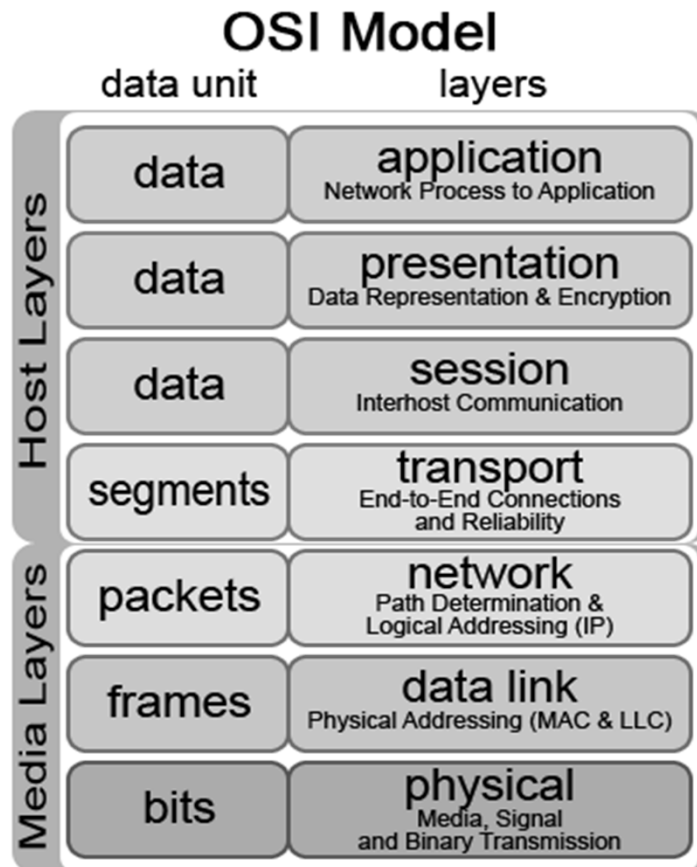 OSI Model
data unit layers
Host Layers
data application
Network Process to Application
data presentation
Data Representation & Encryption
data session
Interhost Communication
segments transport
End-to-End Connections
and Reliability
Media Layers
packets network
Path Determination &
Logical Addressing (IP)
frames data link
Physical Addressing (MAC & LLC)
bits physical
Media, Signal
and Binary Transmission